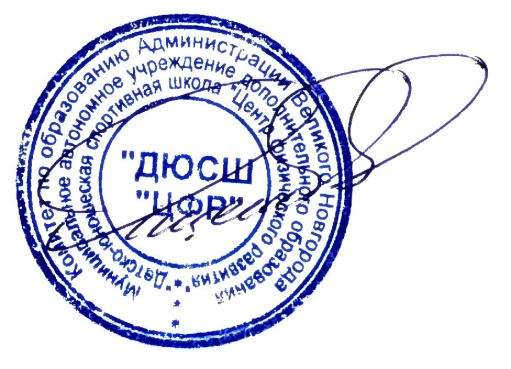 Комитет по образованию Администрации Великого Новгорода
Муниципальное автономное учреждение дополнительного образования
"Детско-юношеская спортивная школа "Центр физического развития"
"ДЮСШ
"ЦФР"